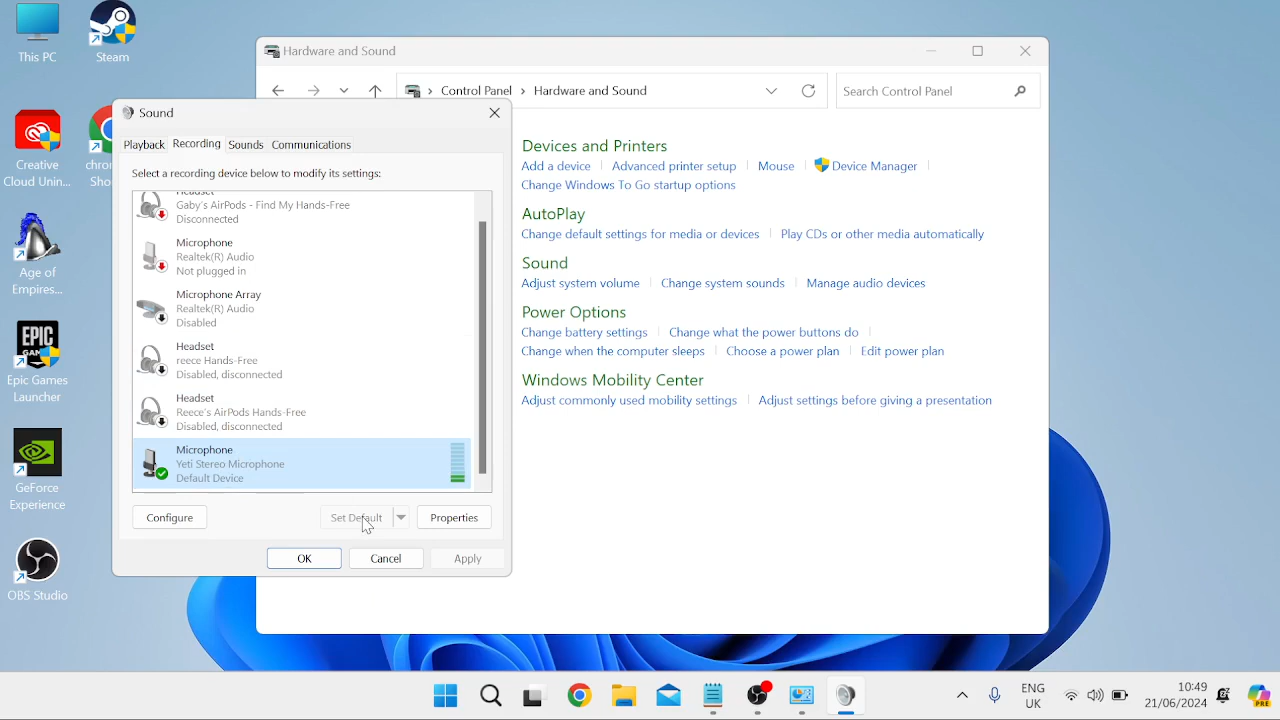 This PC
Steam
Creative
Cloud Unin...
chrom
Sho
Age of
Empires...
EPIC
GAMES
Epic Games
Launcher
GeForce
Experience
OBS Studio
Hardware and Sound
Control Panel > Hardware and Sound
Search Control Panel
Devices and Printers
Add a device
Advanced printer setup
Mouse
Device Manager
Change Windows To Go startup options
AutoPlay
Change default settings for media or devices
Play CDs or other media automatically
Sound
Adjust system volume
Change system sounds
Manage audio devices
Power Options
Change battery settings
Change what the power buttons do
Change when the computer sleeps
Choose a power plan
Edit power plan
Windows Mobility Center
Adjust commonly used mobility settings
Adjust settings before giving a presentation
Sound
Playback Recording Sounds Communications
Select a recording device below to modify its settings:
Headset
Gaby's AirPods - Find My Hands-Free
Disconnected
Microphone
Realtek(R) Audio
Not plugged in
Microphone Array
Realtek(R) Audio
Disabled
Headset
reece Hands-Free
Disabled, disconnected
Headset
Reece's AirPods Hands-Free
Disabled, disconnected
Microphone
Yeti Stereo Microphone
Default Device
Configure
Set Default
Properties
OK
Cancel
Apply
ENG
UK
10:49
21/06/2024
PRE